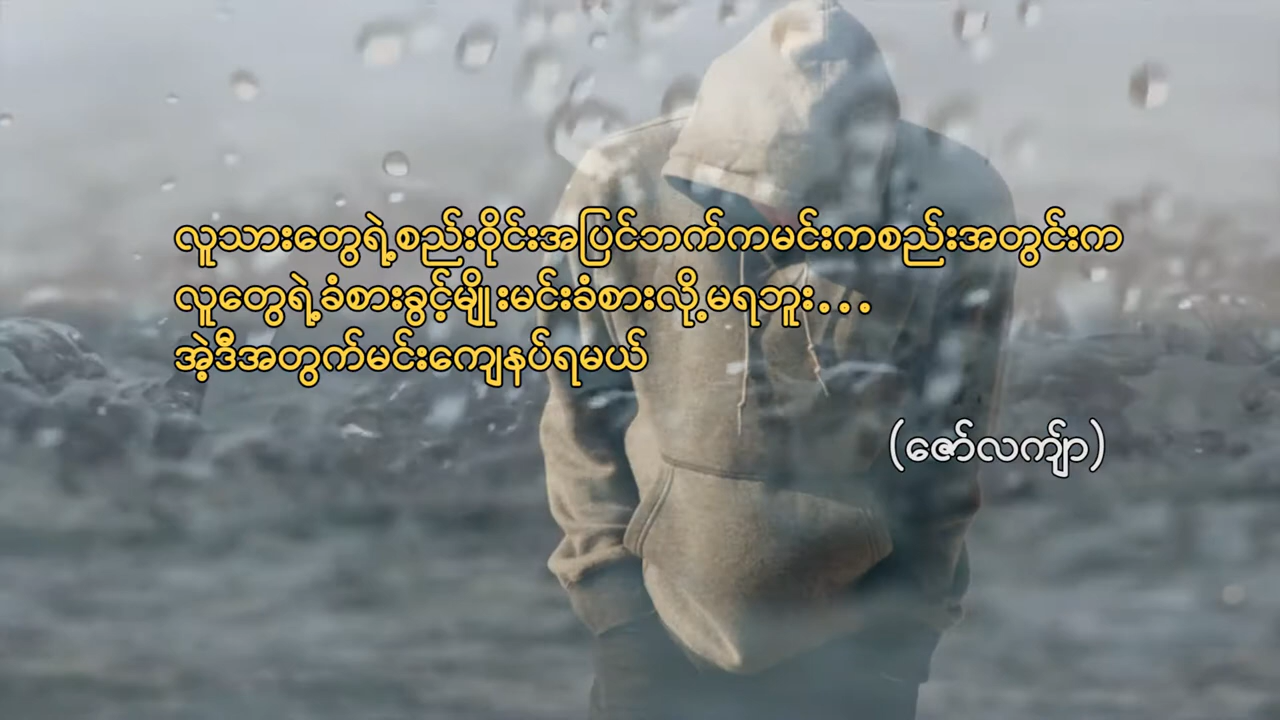 လူသားတွေရဲ့စည်းဝိုင်းအပြင်ဘက်ကမင်းကစည်းအတွင်းက
လူတွေရဲ့ခံစားခွင့်မျိုးမင်းခံစားလို့မရဘူး...
အဲ့ဒီအတွက်မင်းကျေနပ်ရမယ်
(ဇော်လကျ်ာ)